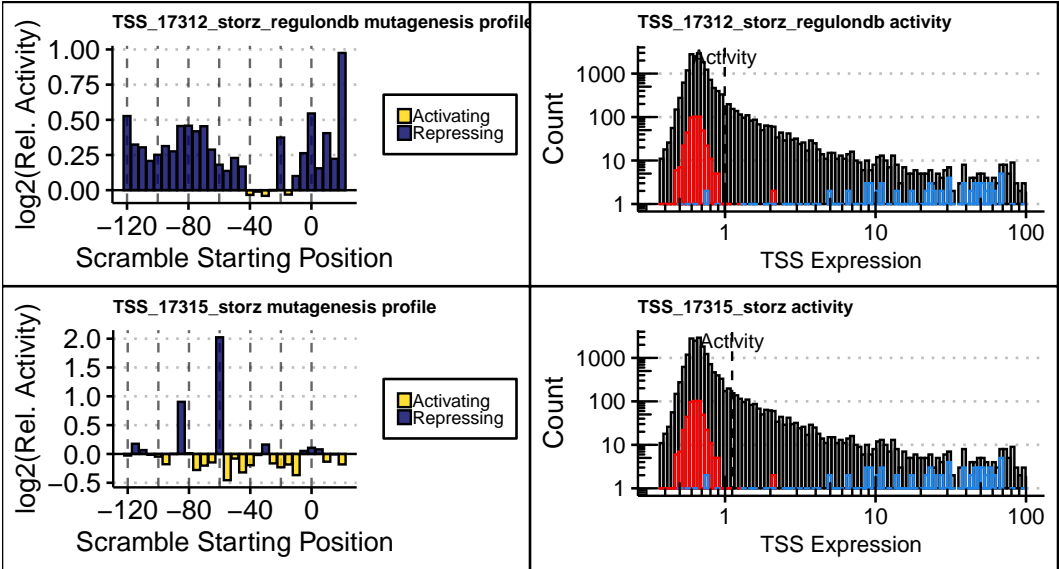 TSS_17312_storz_regulondb mutagenesis profile
log2(Rel. Activity)
1.00
0.75
0.50
0.25
0.00
−120
−80
−40
0
Scramble Starting Position
Activating
Repressing
TSS_17312_storz_regulondb activity
Activity
Count
1000
100
10
1
1
10
100
TSS Expression
TSS_17315_storz mutagenesis profile
log2(Rel. Activity)
2.0
1.5
1.0
0.5
0.0
−0.5
−120
−80
−40
0
Scramble Starting Position
Activating
Repressing
TSS_17315_storz activity
Activity
Count
1000
100
10
1
1
10
100
TSS Expression